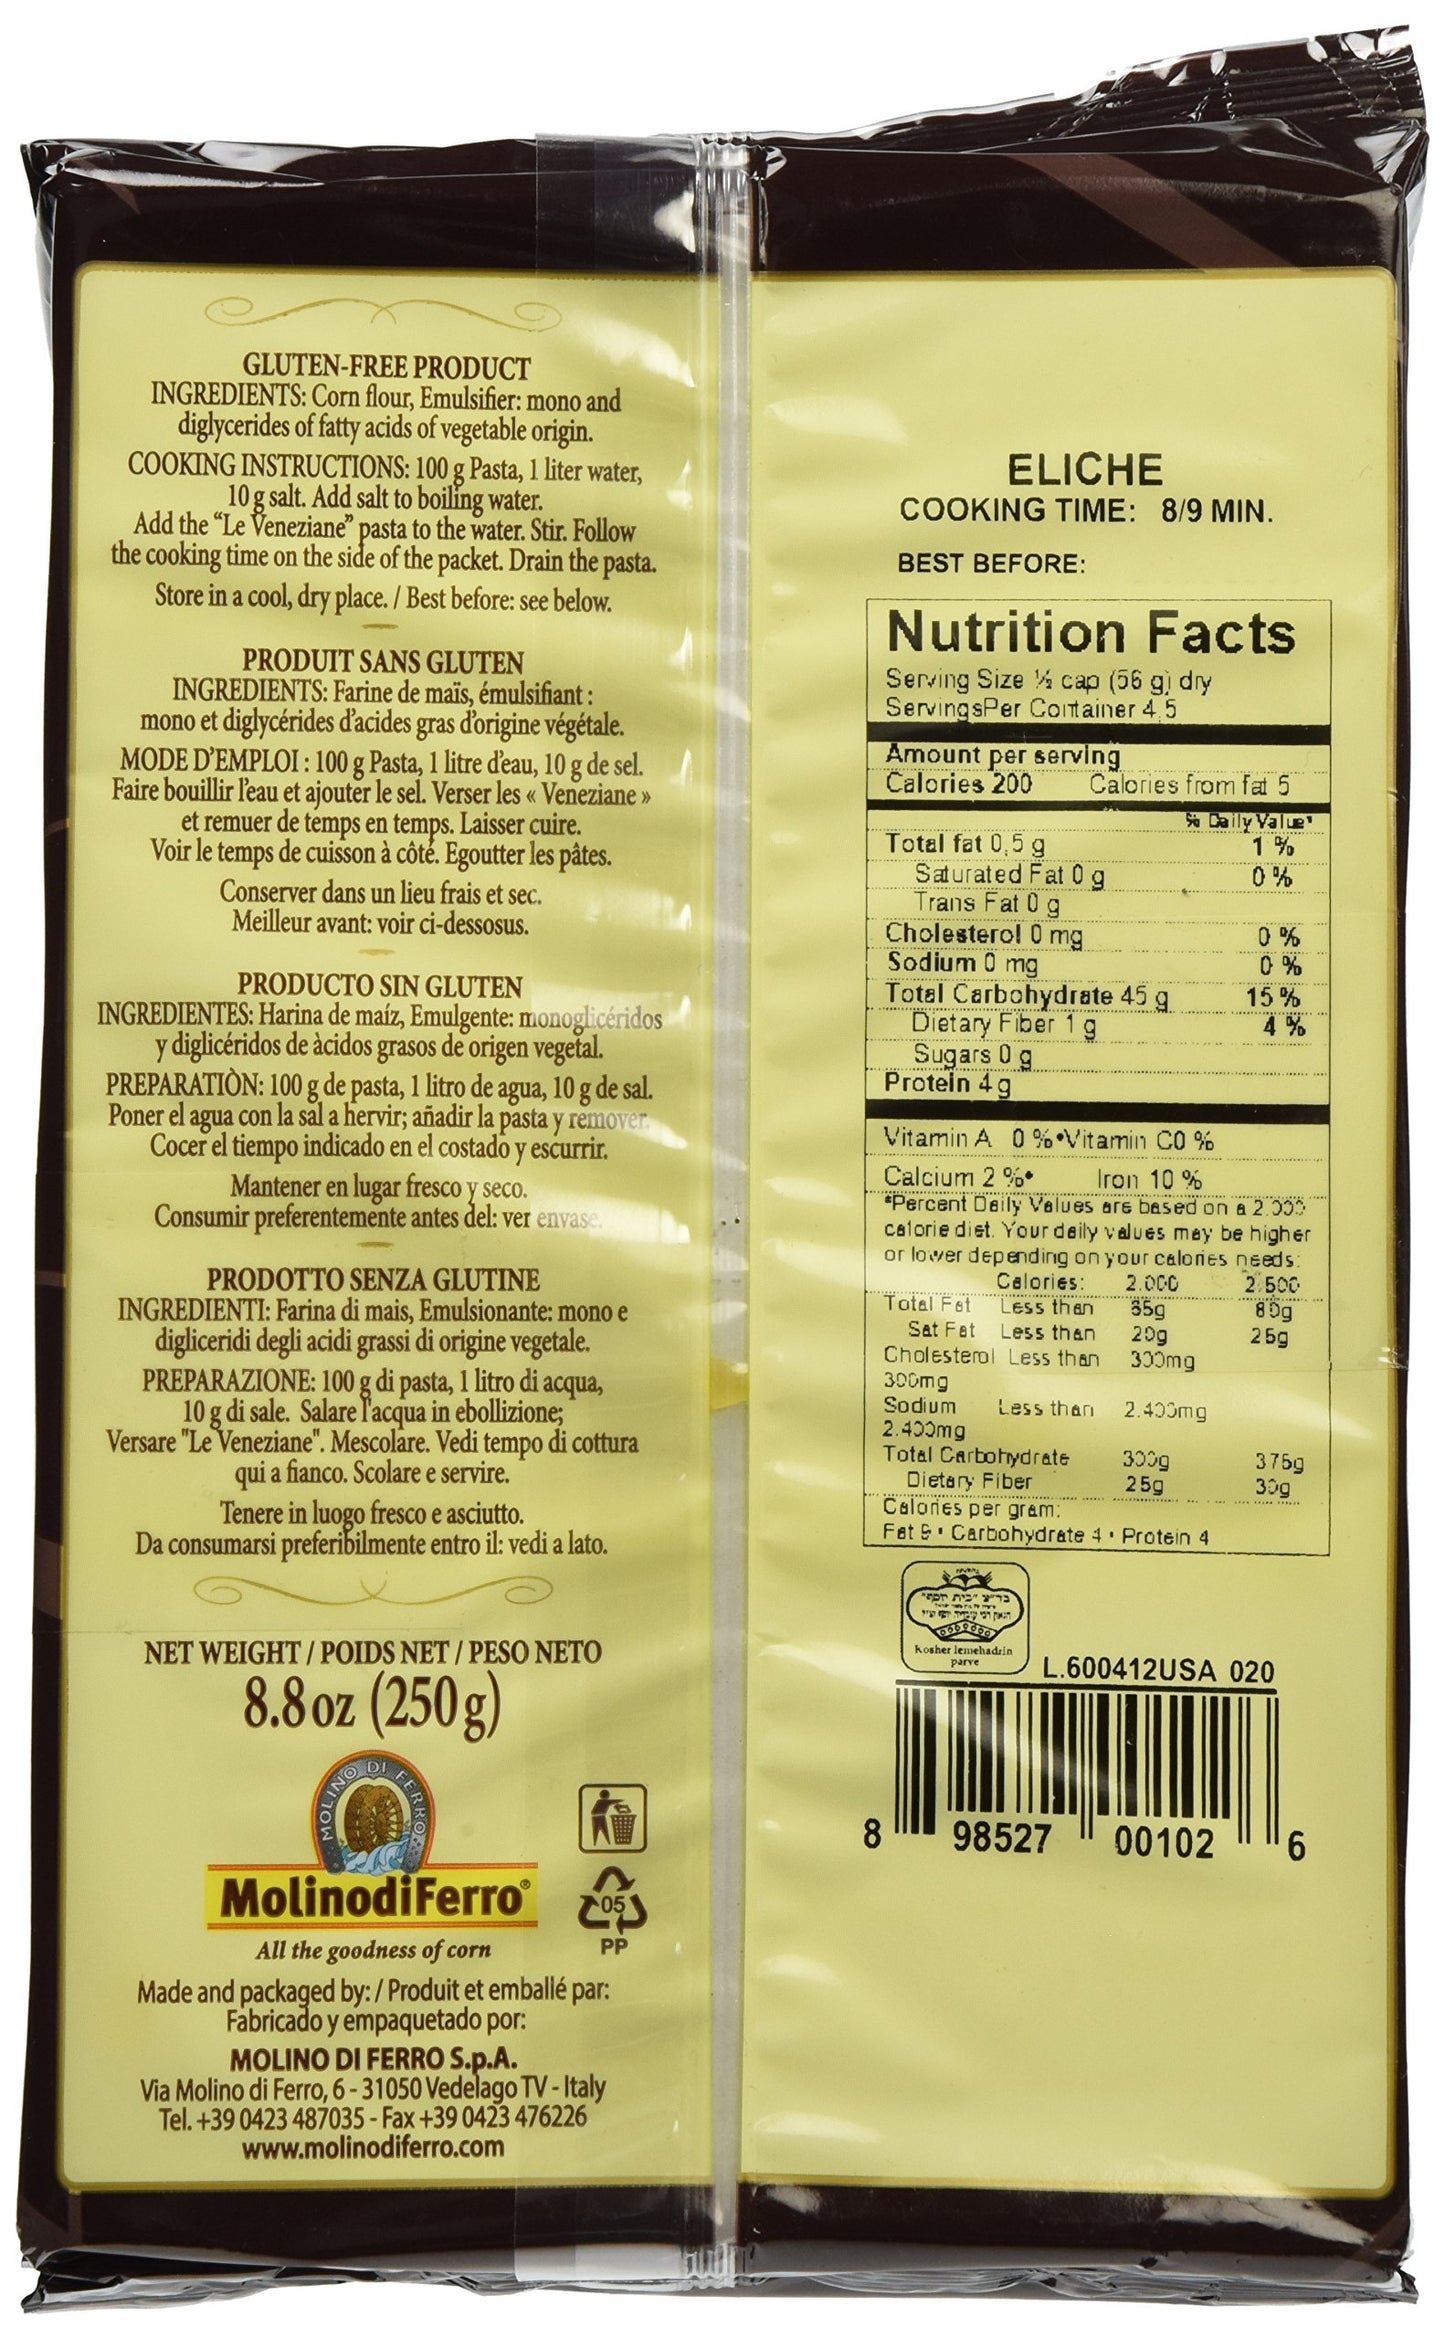 GLUTEN-FREE PRODUCT
INGREDIENTS: Corn flour, Emulsifier: mono and
diglycerides of fatty acids of vegetable origin.
COOKING INSTRUCTIONS: 100 g Pasta, 1 liter water,
10 g salt. Add salt to boiling water.
Add the “Le Veneziane” pasta to the water. Stir. Follow
the cooking time on the side of the packet. Drain the pasta.
Store in a cool, dry place. / Best before: see below.
PRODUIT SANS GLUTEN
INGREDIENTS: Farine de maïs, émulsifiant :
mono et diglycérides d'acides gras d'origine végétale.
MODE D'EMPLOI : 100 g Pasta, 1 litre d'eau, 10 g de sel.
Faire bouillir l'eau et ajouter le sel. Verser les « Veneziane »
et remuer de temps en temps. Laisser cuire.
Voir le temps de cuisson à côté. Egoutter les pâtes.
Conserver dans un lieu frais et sec.
Meilleur avant: voir ci-dessosus.
PRODUCTO SIN GLUTEN
INGREDIENTES: Harina de maíz, Emulgente: monoglicéridos
y diglicéridos de àcidos grasos de origen vegetal.
PREPARATIÒN: 100 g de pasta, 1 litro de agua, 10 g de sal.
Poner el agua con la sal a hervir; añadir la pasta y remover.
Cocer el tiempo indicado en el costado y escurrir.
Mantener en lugar fresco y seco.
Consumir preferentemente antes del: ver envase.
PRODOTTO SENZA GLUTINE
INGREDIENTI: Farina di mais, Emulsionante: mono e
digliceridi degli acidi grassi di origine vegetale.
PREPARAZIONE: 100 g di pasta, 1 litro di acqua,
10 g di sale. Salare l'acqua in ebollizione;
Versare "Le Veneziane". Mescolare. Vedi tempo di cottura
qui a fianco. Scolare e servire.
Tenere in luogo fresco e asciutto.
Da consumarsi preferibilmente entro il: vedi a lato.
NET WEIGHT / POIDS NET / PESO NETO
8.8 oz (250 g)
MOLINO DI FERRO
MolinodiFerro®
All the goodness of corn
05
PP
Made and packaged by: / Produit et emballé par:
Fabricado y empaquetado por:
MOLINO DI FERRO S.p.A.
Via Molino di Ferro, 6 - 31050 Vedelago TV - Italy
Tel. +39 0423 487035 - Fax +39 0423 476226
www.molinodiferro.com
ELICHE
COOKING TIME: 8/9 MIN.
BEST BEFORE:
Nutrition Facts
Serving Size ½ cap (56 g) dry
ServingsPer Container 4,5
Amount per serving
Calories 200 Calories from fat 5
% Daily Value*
Total fat 0,5 g 1 %
Saturated Fat 0 g 0 %
Trans Fat 0 g
Cholesterol 0 mg 0 %
Sodium 0 mg 0 %
Total Carbohydrate 45 g 15 %
Dietary Fiber 1 g 4 %
Sugars 0 g
Protein 4 g
Vitamin A 0 %•Vitamin C0 %
Calcium 2 %• Iron 10 %
*Percent Daily Values are based on a 2.000
calorie diet. Your daily values may be higher
or lower depending on your calories needs:
Calories: 2.000 2.500
Total Fat Less than 65g 80g
Sat Fat Less than 20g 25g
Cholesterol Less than 300mg
300mg
Sodium Less than 2.400mg
2.400mg
Total Carbohydrate 300g 375g
Dietary Fiber 25g 30g
Calories per gram:
Fat 9 • Carbohydrate 4 • Protein 4
בד"צ "בית יוסף"
Kosher lemehadrin
parve
L.600412USA 020
8 98527 00102 6